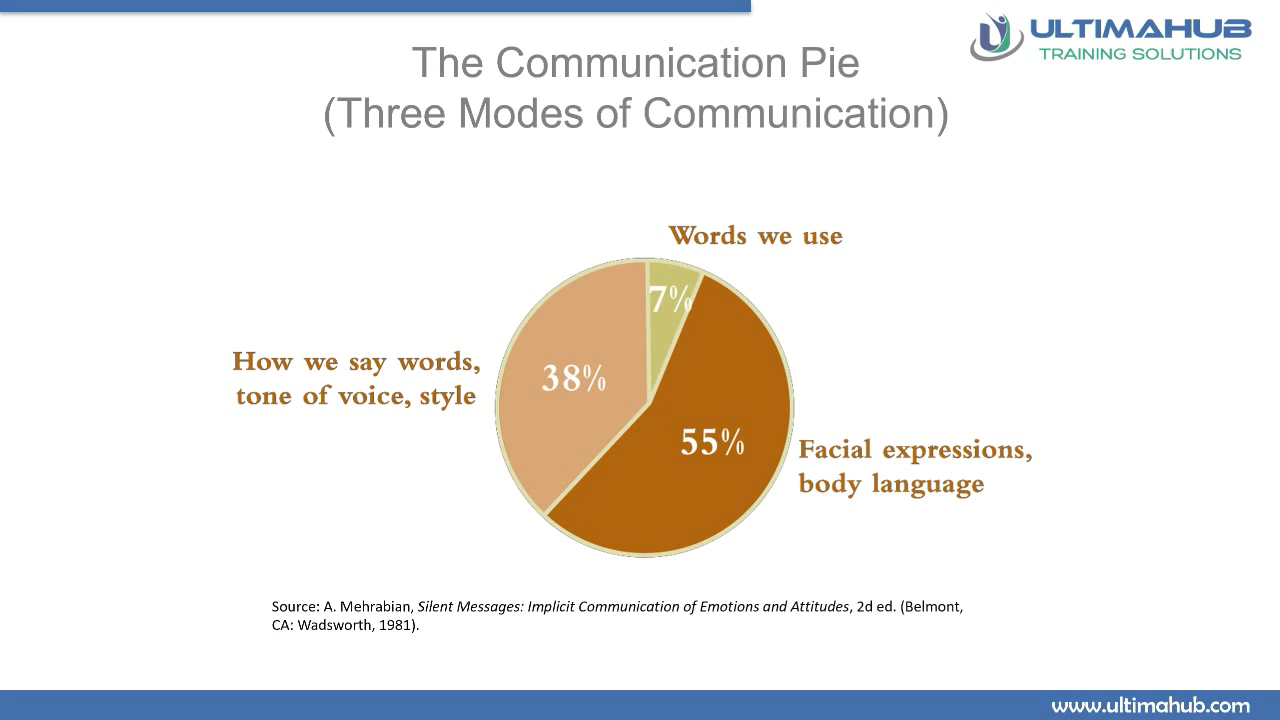 ULTIMAHUB
TRAINING SOLUTIONS
The Communication Pie
(Three Modes of Communication)
Words we use
7%
How we say words,
tone of voice, style
38%
55%
Facial expressions,
body language
Source: A. Mehrabian, Silent Messages: Implicit Communication of Emotions and Attitudes, 2d ed. (Belmont,
CA: Wadsworth, 1981).
www.ultimahub.com